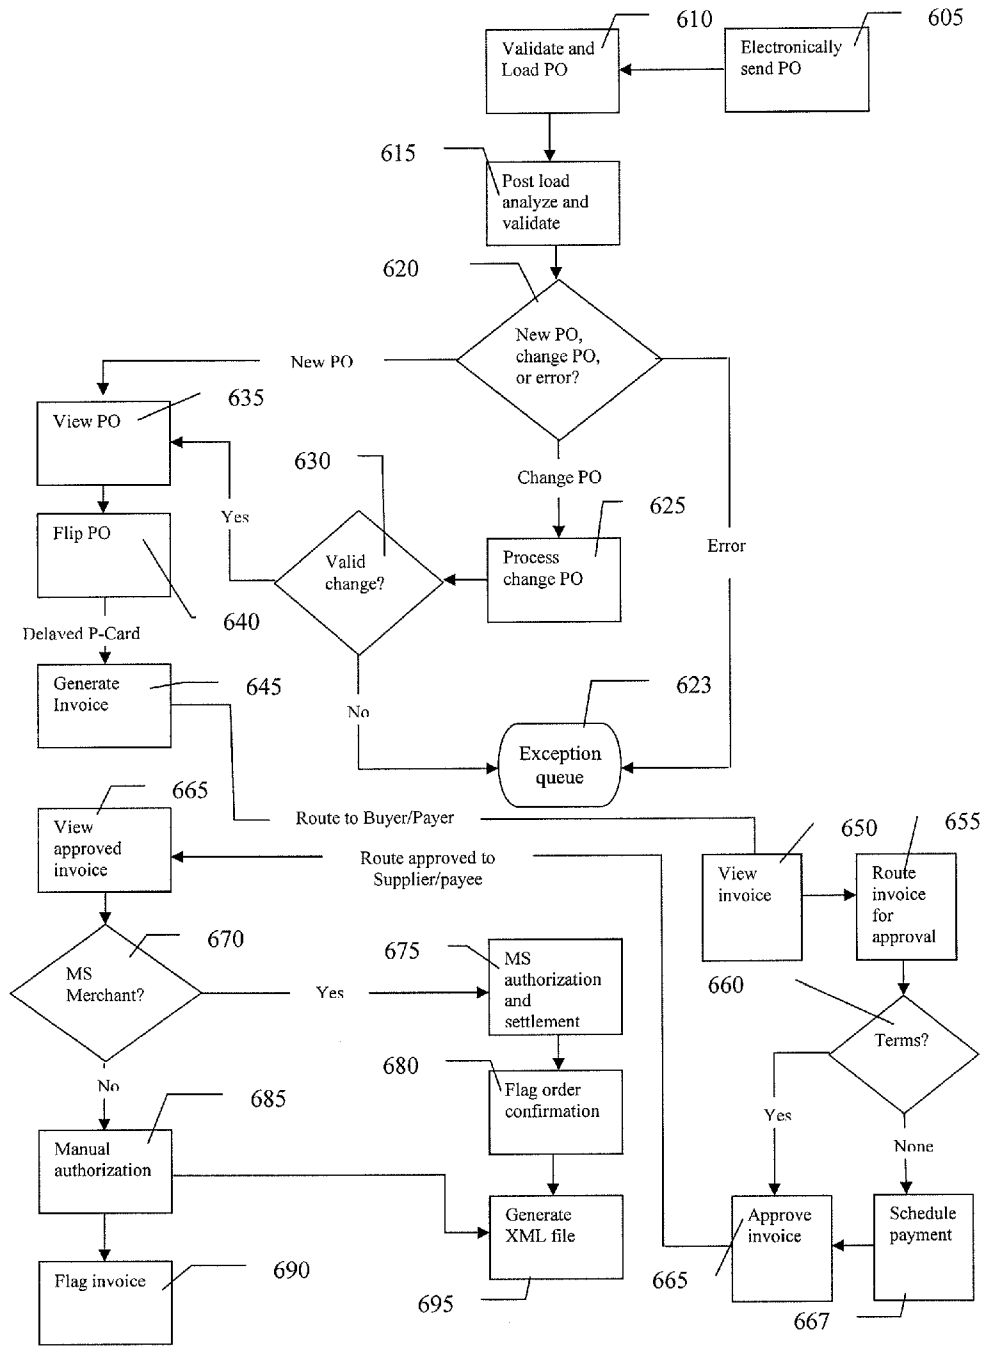 610
605
Validate and
Load PO
Electronically
send PO
615
Post load
analyze and
validate
620
New PO,
change PO,
or error?
New PO
635
View PO
630
Change PO
625
Yes
Flip PO
Valid
change?
Process
change PO
Error
640
Delaved P-Card
Generate
Invoice
645
623
No
Exception
queue
665
View
approved
invoice
Route to Buyer/Payer
Route approved to
Supplier/payee
650
655
View
invoice
Route
invoice
for
approval
670
MS
Merchant?
Yes
675
MS
authorization
and
settlement
660
Terms?
No
680
Flag order
confirmation
685
Yes
None
Manual
authorization
Generate
XML file
Approve
invoice
Schedule
payment
690
Flag invoice
695
665
667